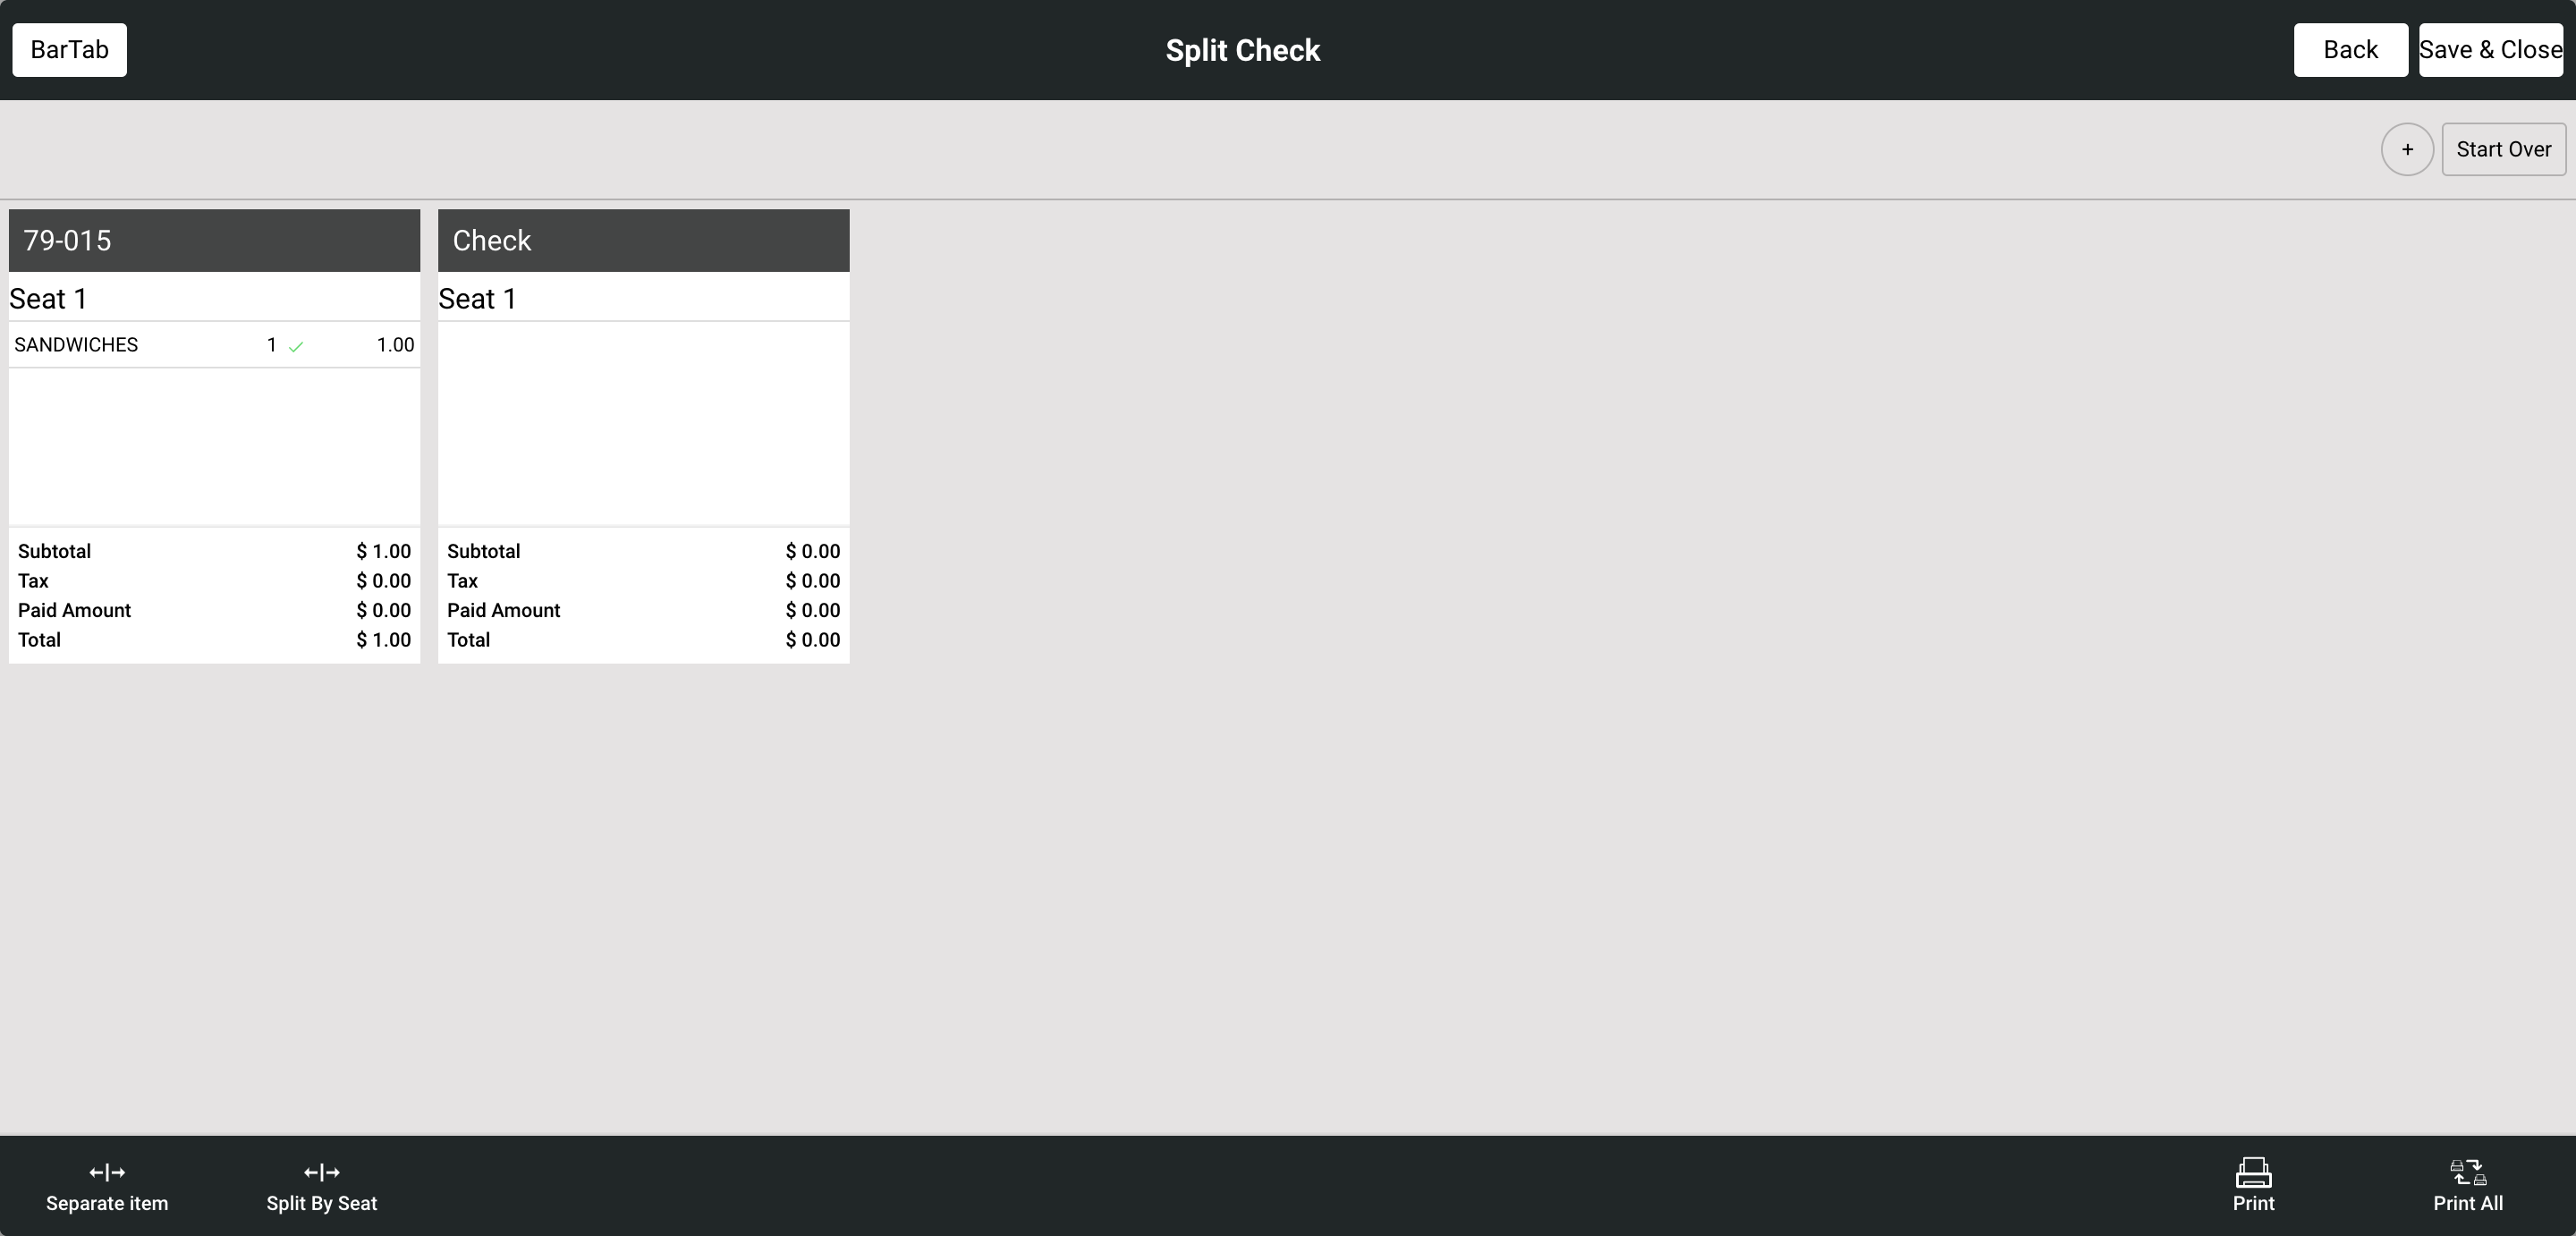 BarTab
Split Check
Back
Save & Close
+
Start Over
79-015
Seat 1
SANDWICHES 1 1.00
Subtotal $ 1.00
Tax $ 0.00
Paid Amount $ 0.00
Total $ 1.00
Check
Seat 1
Subtotal $ 0.00
Tax $ 0.00
Paid Amount $ 0.00
Total $ 0.00
Separate item
Split By Seat
Print
Print All